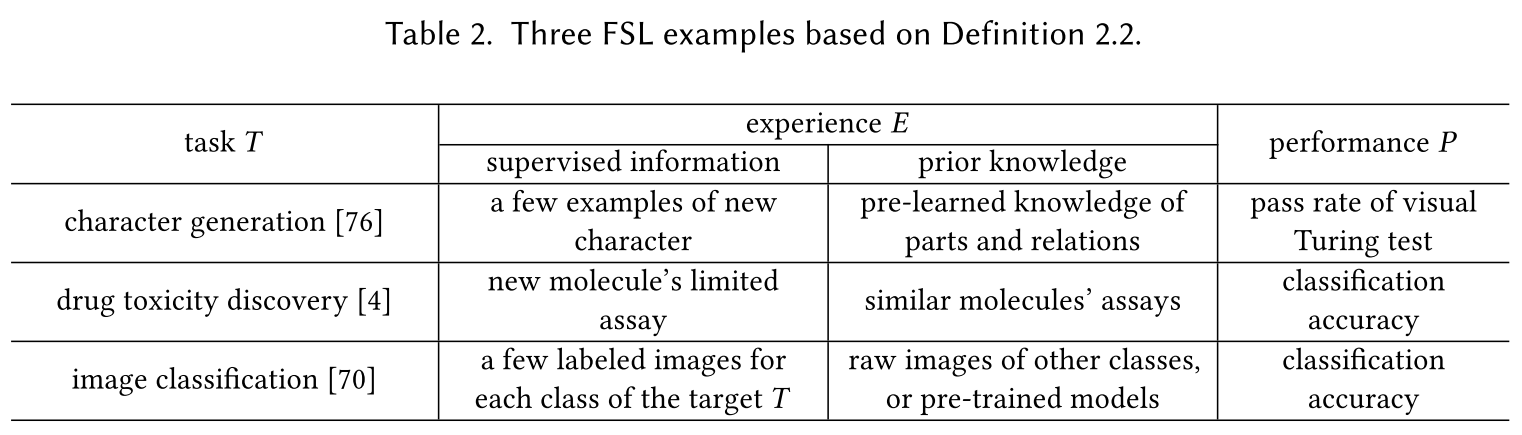 Table 2. Three FSL examples based on Definition 2.2.
task T
experience E
performance P
supervised information
prior knowledge
character generation [76]
a few examples of new
character
pre-learned knowledge of
parts and relations
pass rate of visual
Turing test
drug toxicity discovery [4]
new molecule’s limited
assay
similar molecules’ assays
classification
accuracy
image classification [70]
a few labeled images for
each class of the target T
raw images of other classes,
or pre-trained models
classification
accuracy